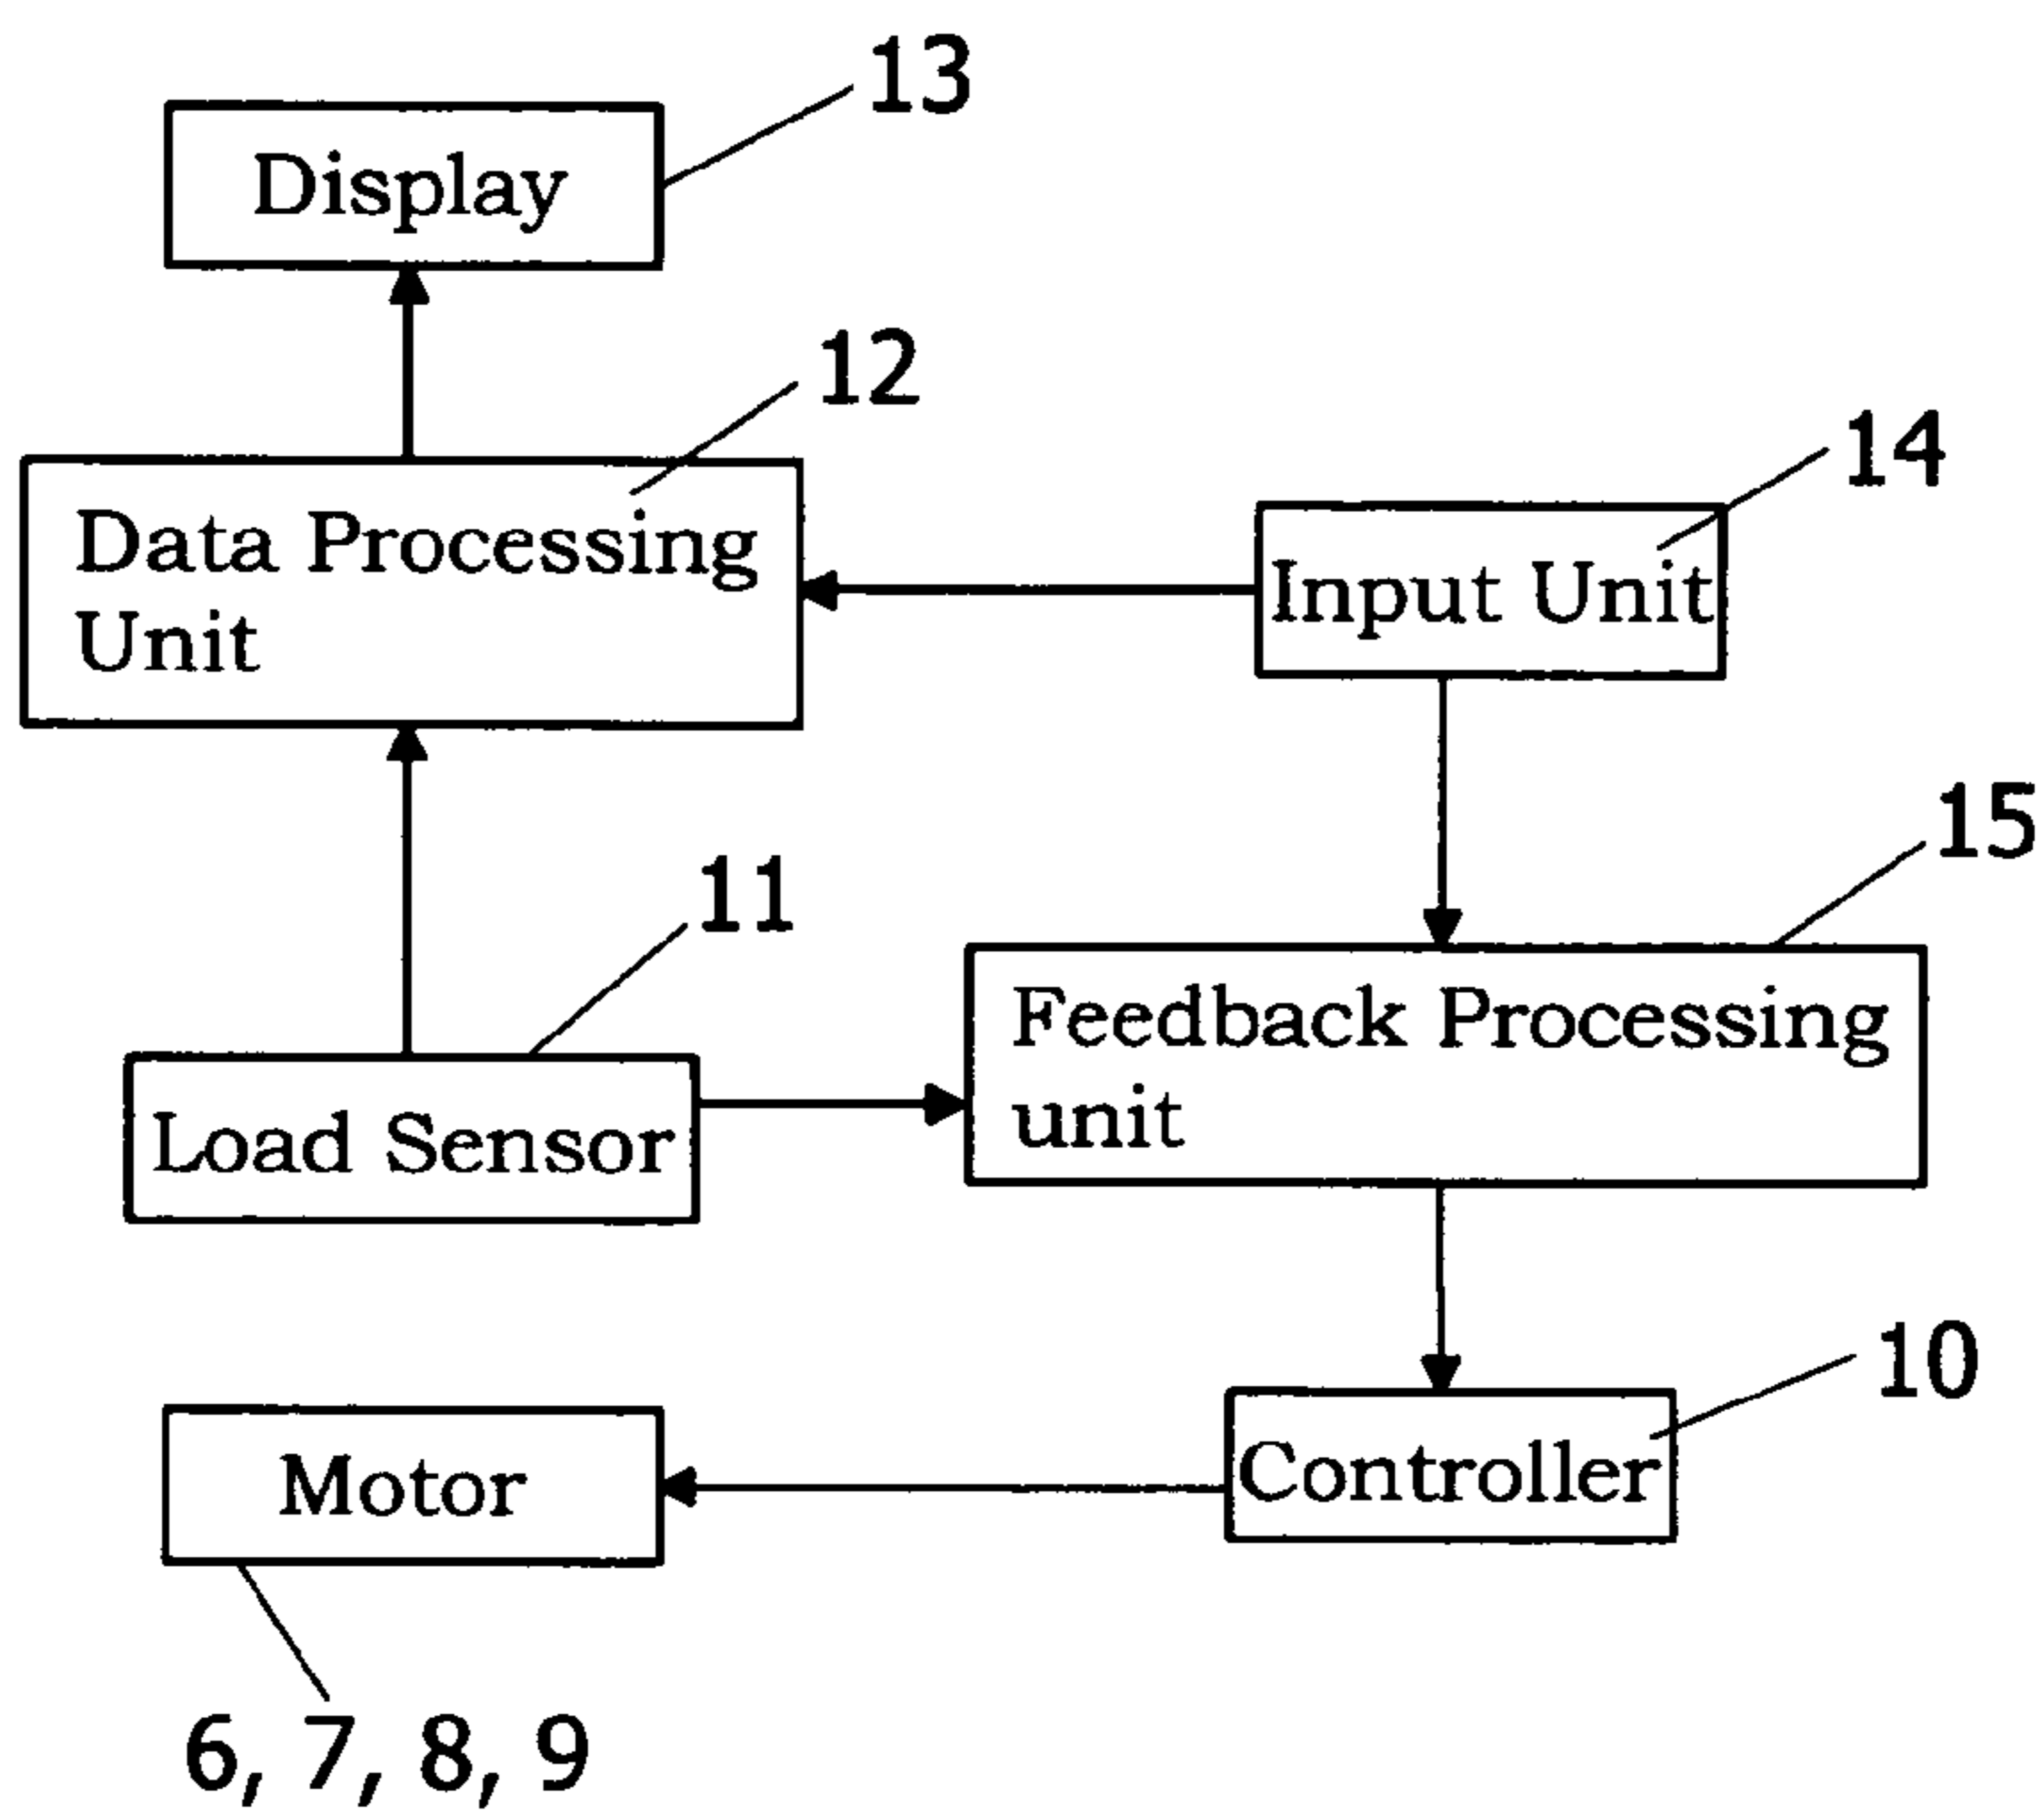 13
Display
12
Data Processing
Unit
14
Input Unit
15
11
Feedback Processing
unit
Load Sensor
10
Controller
Motor
6, 7, 8, 9